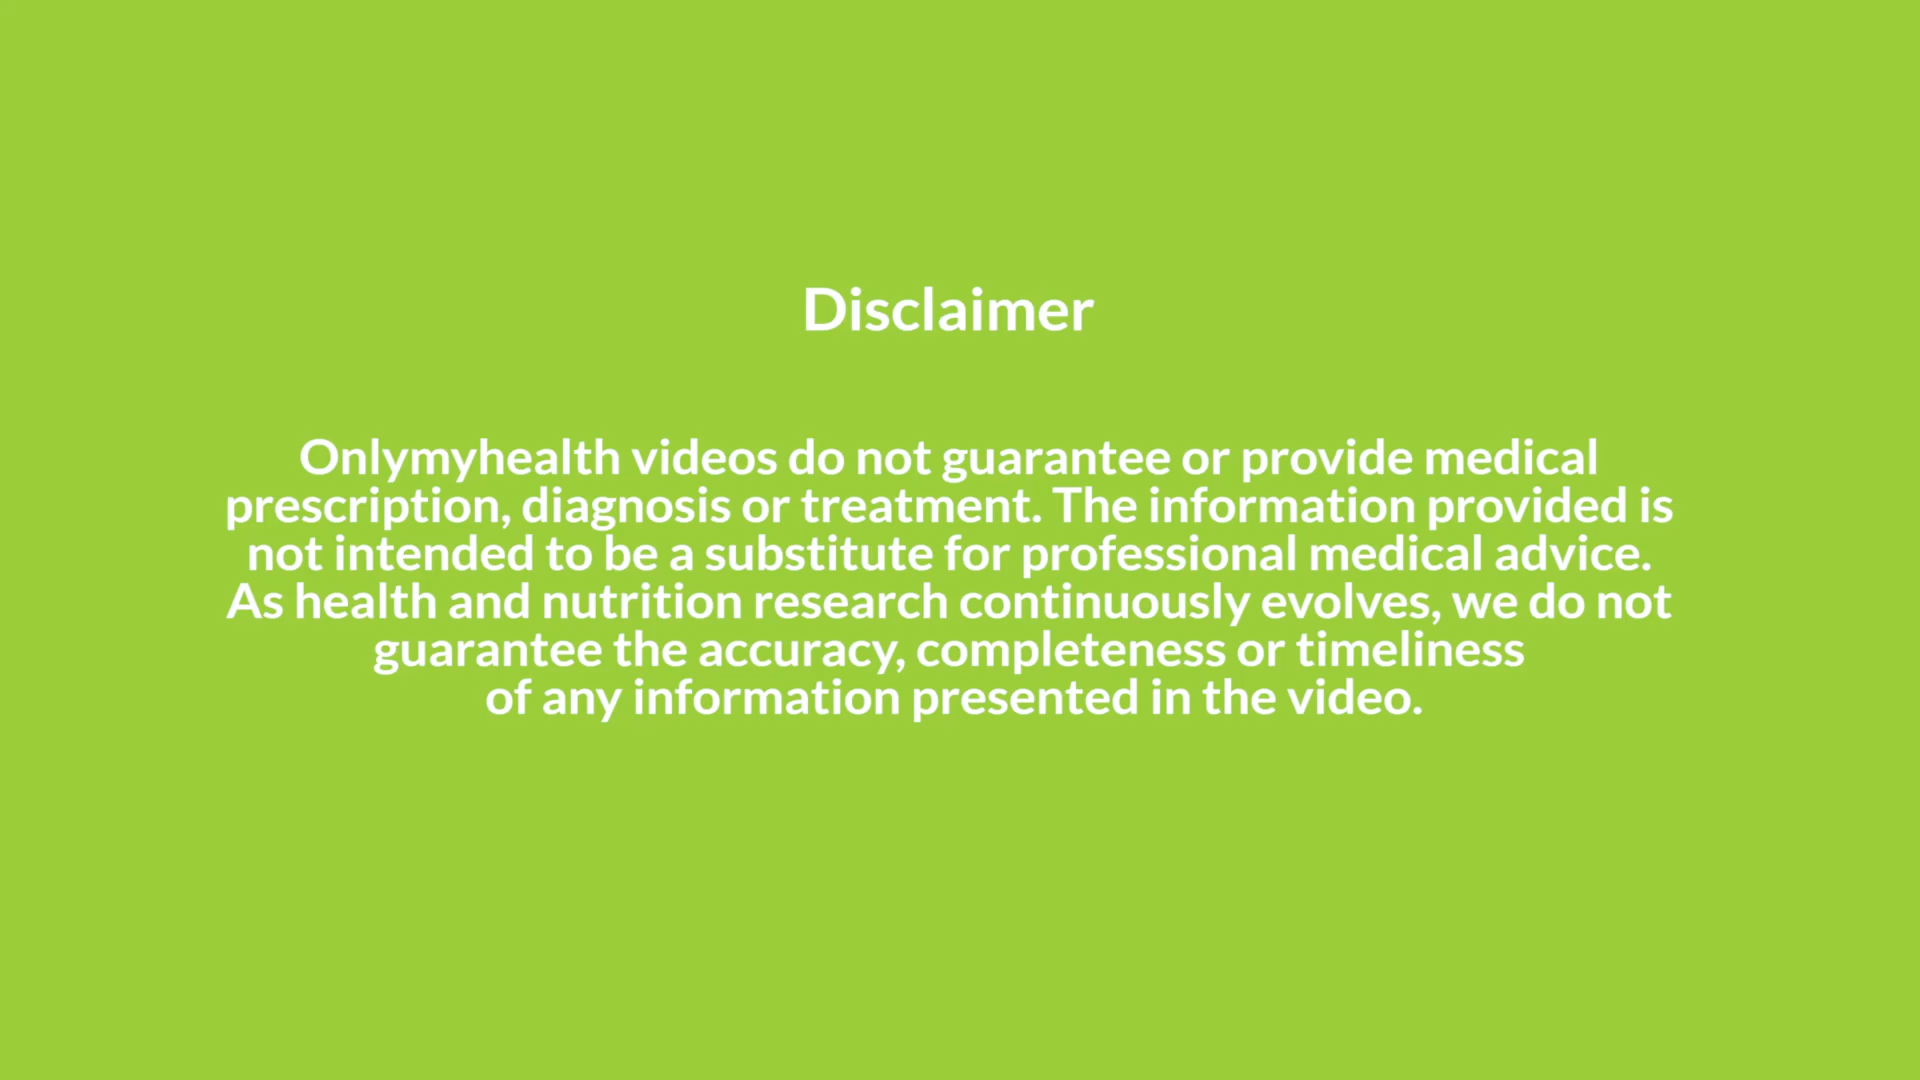 Disclaimer
Onlymyhealth videos do not guarantee or provide medical
prescription, diagnosis or treatment. The information provided is
not intended to be a substitute for professional medical advice.
As health and nutrition research continuously evolves, we do not
guarantee the accuracy, completeness or timeliness
of any information presented in the video.